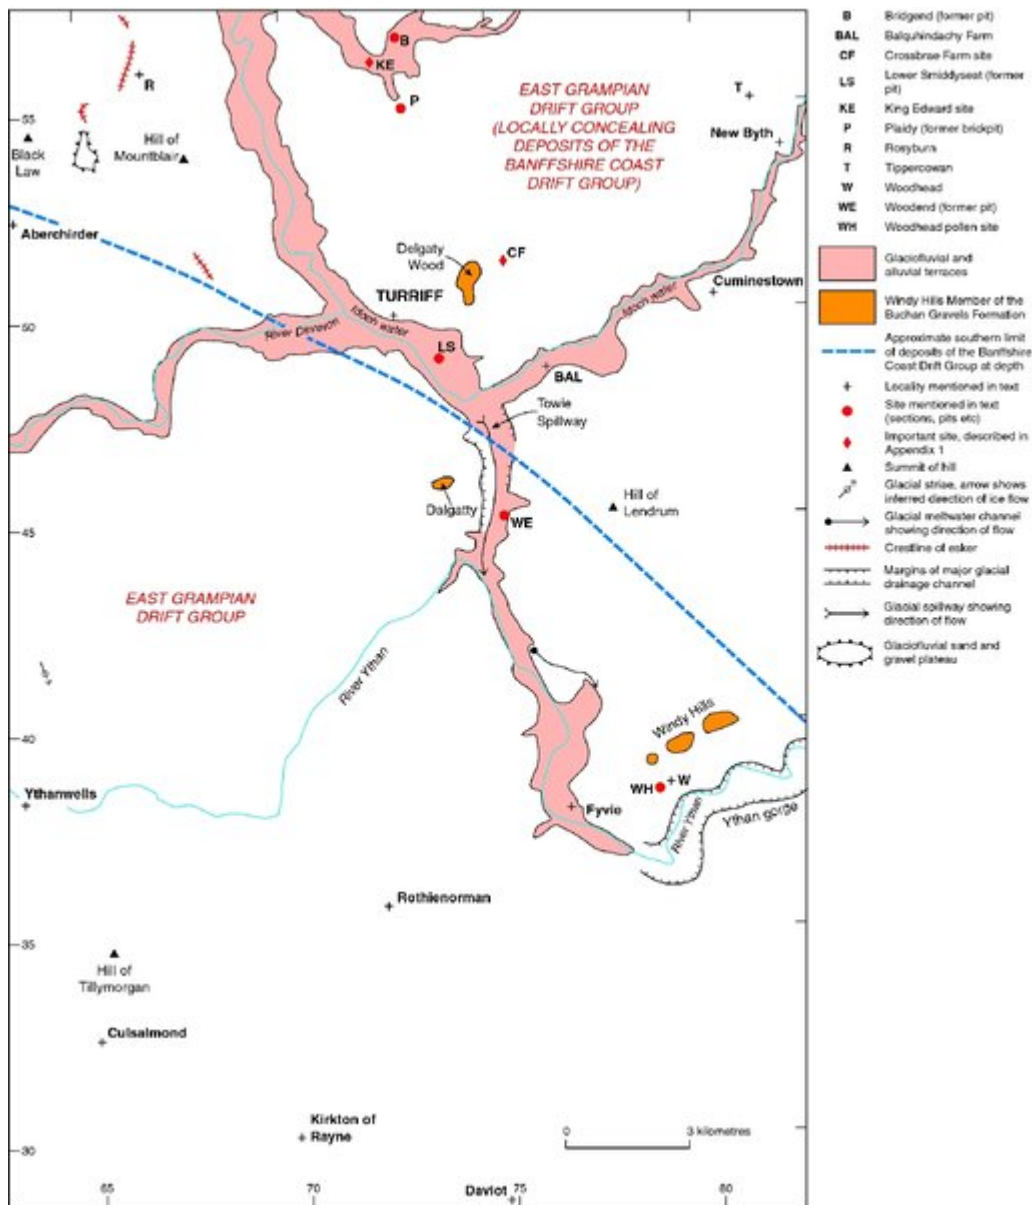 B
KE
P
R
55
Black
Law
Hill of
Mountblair
EAST GRAMPIAN
DRIFT GROUP
(LOCALLY CONCEALING
DEPOSITS OF THE
BANFFSHIRE COAST
DRIFT GROUP)
T
New Byth
Aberchirder
Delgaty
Wood
CF
TURRIFF
Cuminestown
50
River Deveron
Idoch water
Idoch water
LS
BAL
Towie
Spillway
Dalgatty
WE
Hill of
Lendrum
45
EAST GRAMPIAN
DRIFT GROUP
River Ythan
40
Windy Hills
Ythanwells
WH
W
Fyvie
River Ythan
Ythan gorge
Rothienorman
35
Hill of
Tillymorgan
Culsalmond
Kirkton of
Rayne
0
3 kilometres
30
65
70
Daviot
75
80
B Bridgend (former pit)
BAL Balquhindachy Farm
CF Crossbrae Farm site
LS Lower Smiddyseat (former
pit)
KE King Edward site
P Plaidy (former brickpit)
R Rosyburn
T Tippercowan
W Woodhead
WE Woodend (former pit)
WH Woodhead pollen site
Glaciofluvial and
alluvial terraces
Windy Hills Member of the
Buchan Gravels Formation
Approximate southern limit
of deposits of the Banffshire
Coast Drift Group at depth
Locality mentioned in text
Site mentioned in text
(sections, pits etc)
Important site, described in
Appendix 1
Summit of hill
Glacial striae, arrow shows
inferred direction of ice flow
Glacial meltwater channel
showing direction of flow
Crestline of esker
Margins of major glacial
drainage channel
Glacial spillway showing
direction of flow
Glaciofluvial sand and
gravel plateau